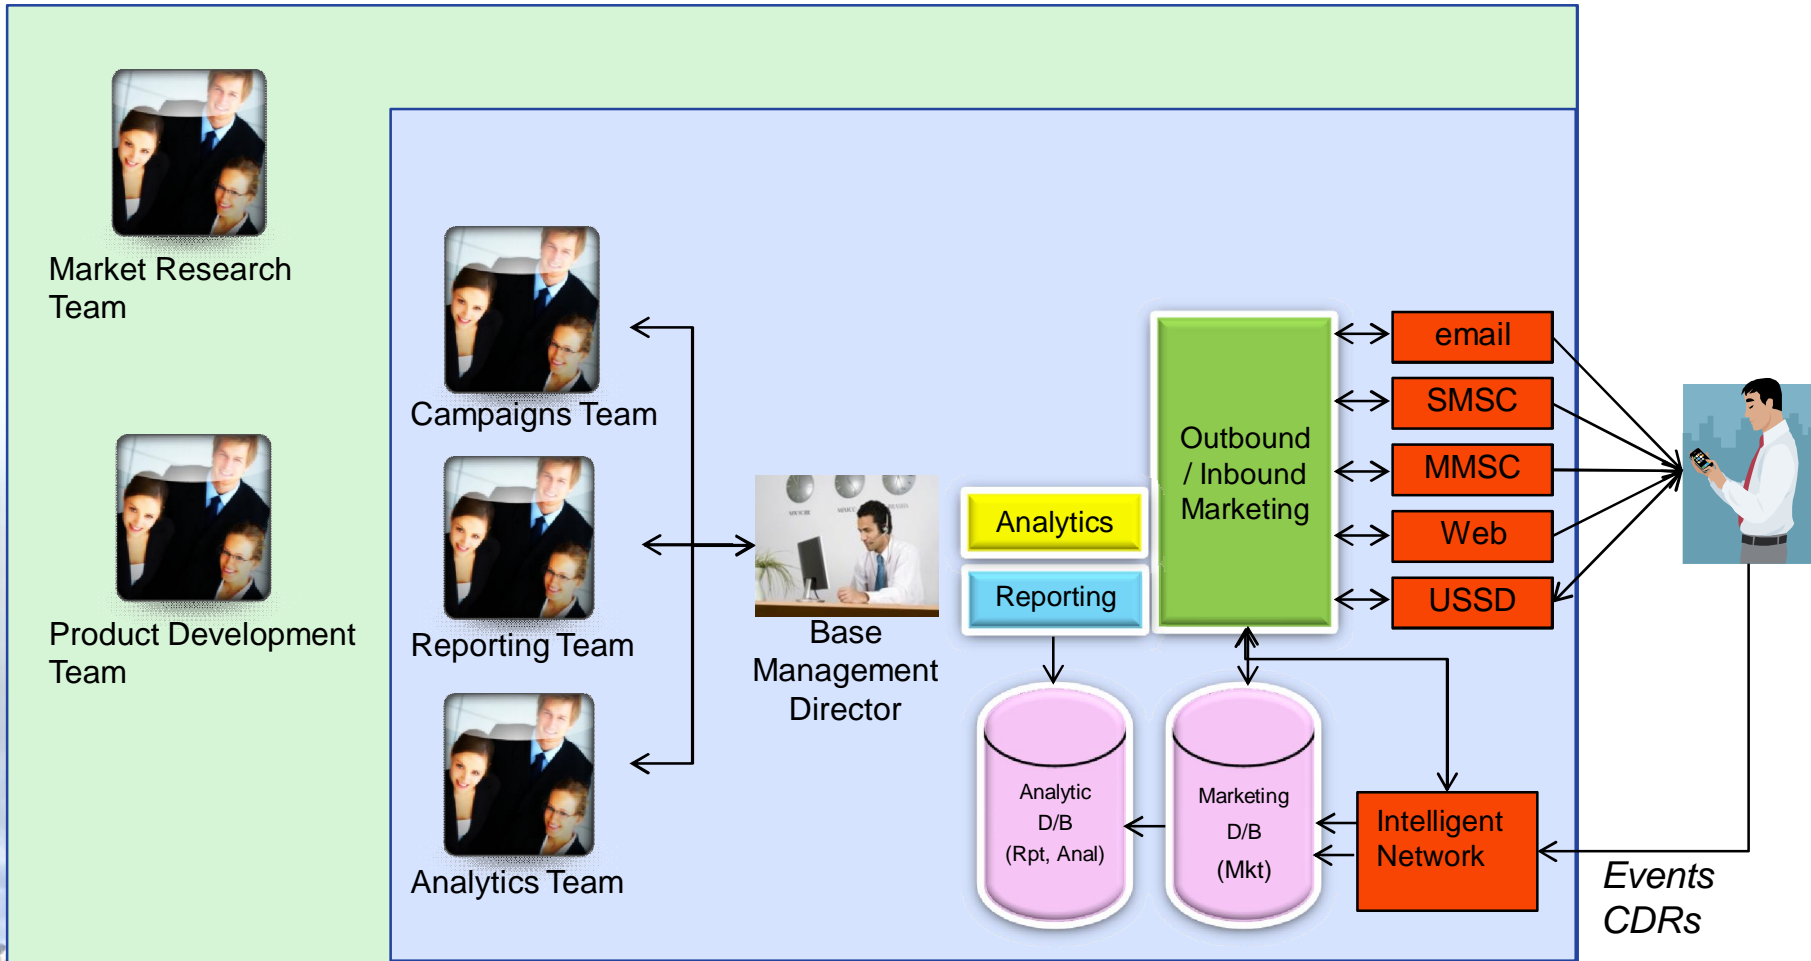 Market Research
Team
Product Development
Team
Campaigns Team
Reporting Team
Analytics Team
Base
Management
Director
Analytics
Reporting
Outbound
/ Inbound
Marketing
email
SMSC
MMSC
Web
USSD
Analytic
D/B
(Rpt, Anal)
Marketing
D/B
(Mkt)
Intelligent
Network
Events
CDRs